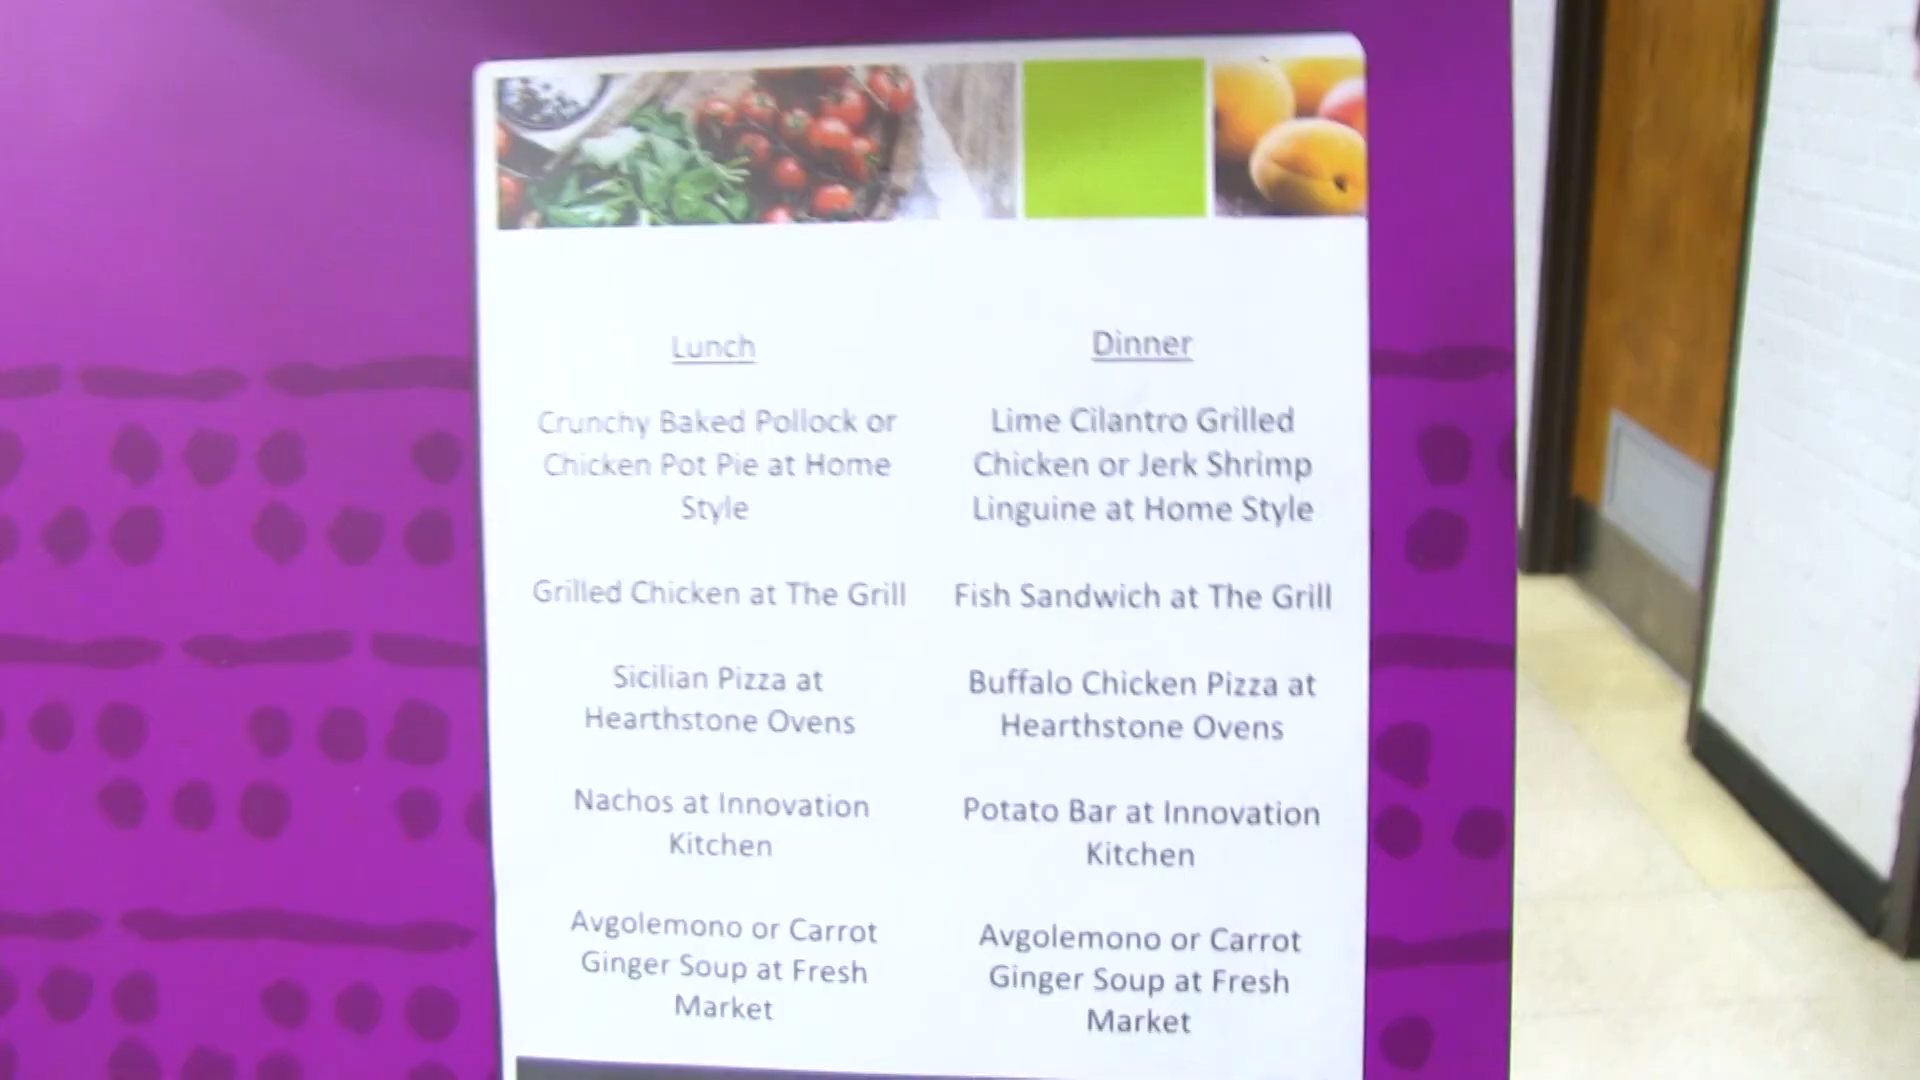 Lunch
Crunchy Baked Pollock or
Chicken Pot Pie at Home
Style
Grilled Chicken at The Grill
Sicilian Pizza at
Hearthstone Ovens
Nachos at Innovation
Kitchen
Avgolemono or Carrot
Ginger Soup at Fresh
Market
Dinner
Lime Cilantro Grilled
Chicken or Jerk Shrimp
Linguine at Home Style
Fish Sandwich at The Grill
Buffalo Chicken Pizza at
Hearthstone Ovens
Potato Bar at Innovation
Kitchen
Avgolemono or Carrot
Ginger Soup at Fresh
Market